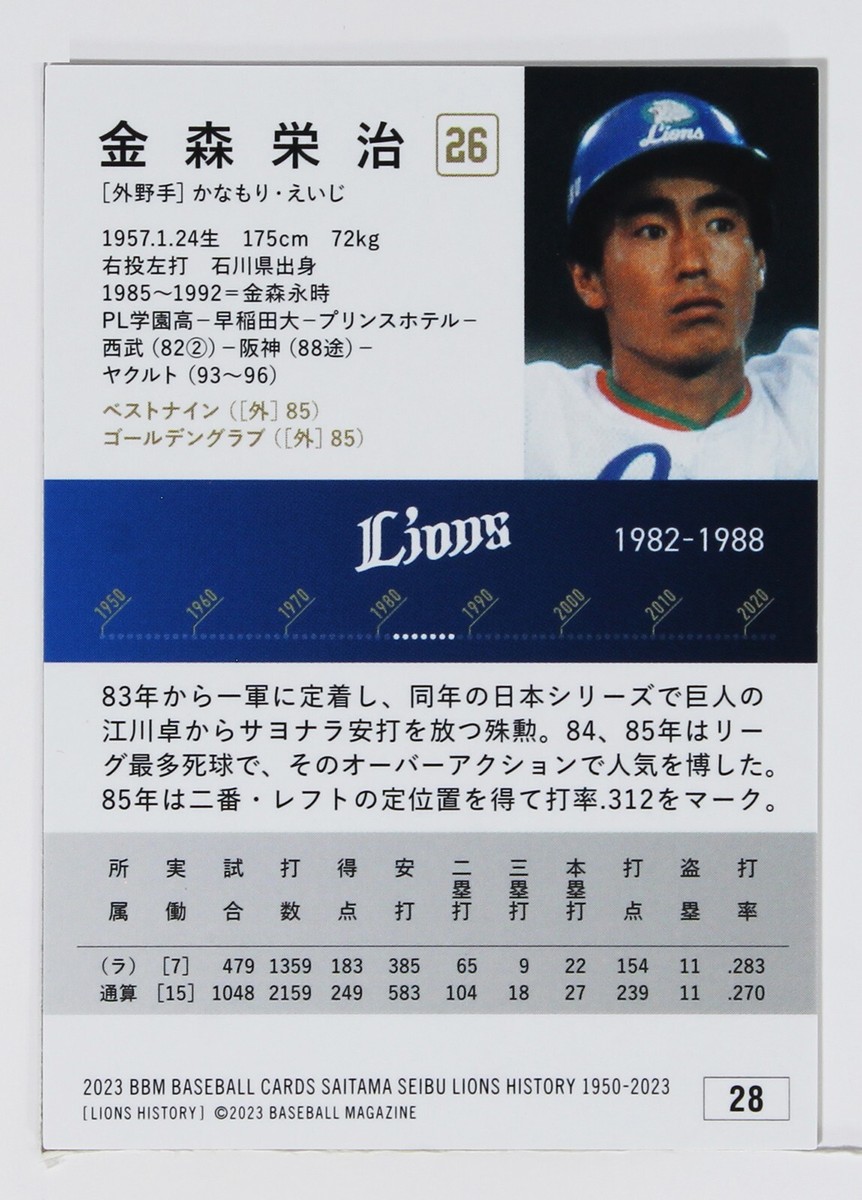 金森栄治 26
［外野手］かなもり・えいじ
Lions
1957.1.24生　175cm　72kg
右投左打　石川県出身
1985〜1992＝金森永時
PL学園高−早稲田大−プリンスホテル−
西武（82②）−阪神（88途）−
ヤクルト（93〜96）
ベストナイン（［外］85）
ゴールデングラブ（［外］85）
Lions 1982-1988
1950 1960 1970 1980 1990 2000 2010 2020
83年から一軍に定着し、同年の日本シリーズで巨人の
江川卓からサヨナラ安打を放つ殊勲。84、85年はリー
グ最多死球で、そのオーバーアクションで人気を博した。
85年は二番・レフトの定位置を得て打率.312をマーク。
所属 実働 試合 打数 得点 安打 二塁打 三塁打 本塁打 打点 盗塁 打率
（ラ） ［7］ 479 1359 183 385 65 9 22 154 11 .283
通算 ［15］ 1048 2159 249 583 104 18 27 239 11 .270
2023 BBM BASEBALL CARDS SAITAMA SEIBU LIONS HISTORY 1950-2023
[LIONS HISTORY] ©2023 BASEBALL MAGAZINE
28